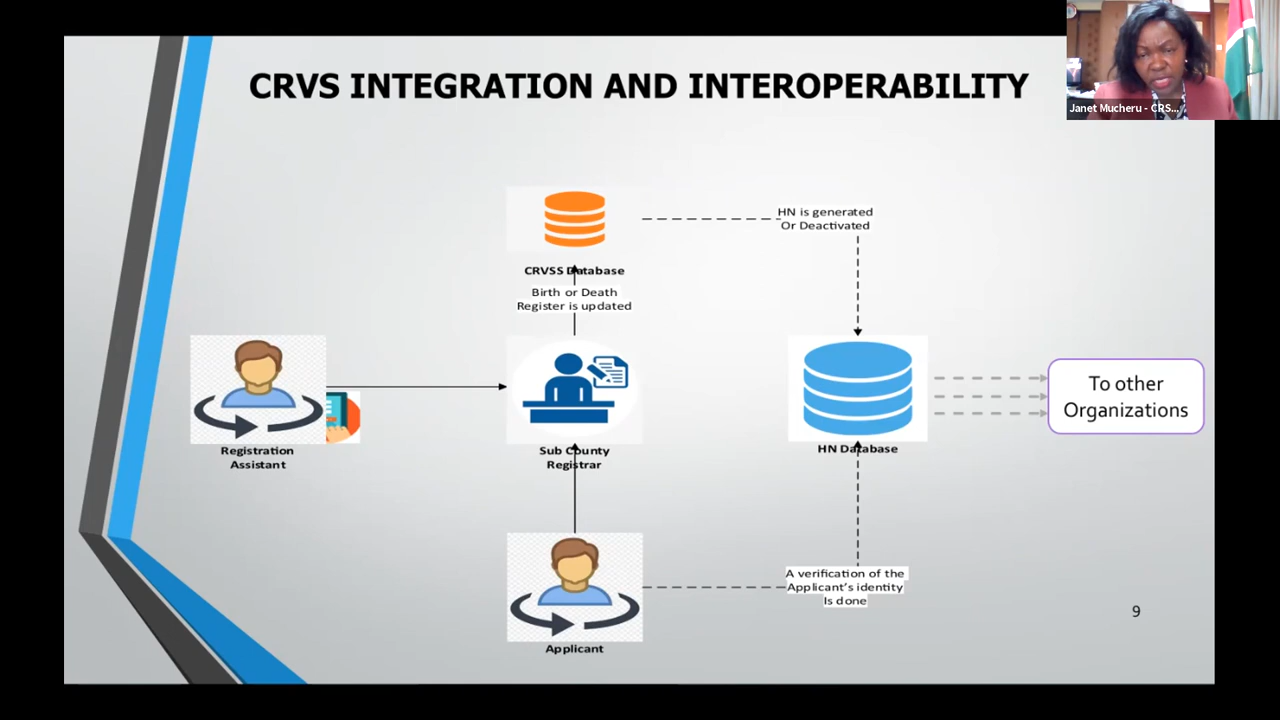 CRVS INTEGRATION AND INTEROPERABILITY
Janet Mucheru - CRS...
HN is generated
Or Deactivated
CRVSS Database
Birth or Death
Register is updated
To other
Organizations
Registration
Assistant
Sub County
Registrar
HN Database
A verification of the
Applicant's identity
Is done
Applicant
9